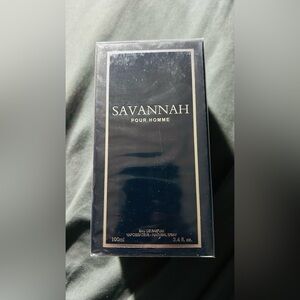 SAVANNAH
POUR HOMME
EAU DE PARFUM
VAPORISATEUR - NATURAL SPRAY
100ml 3.4 fl. oz.